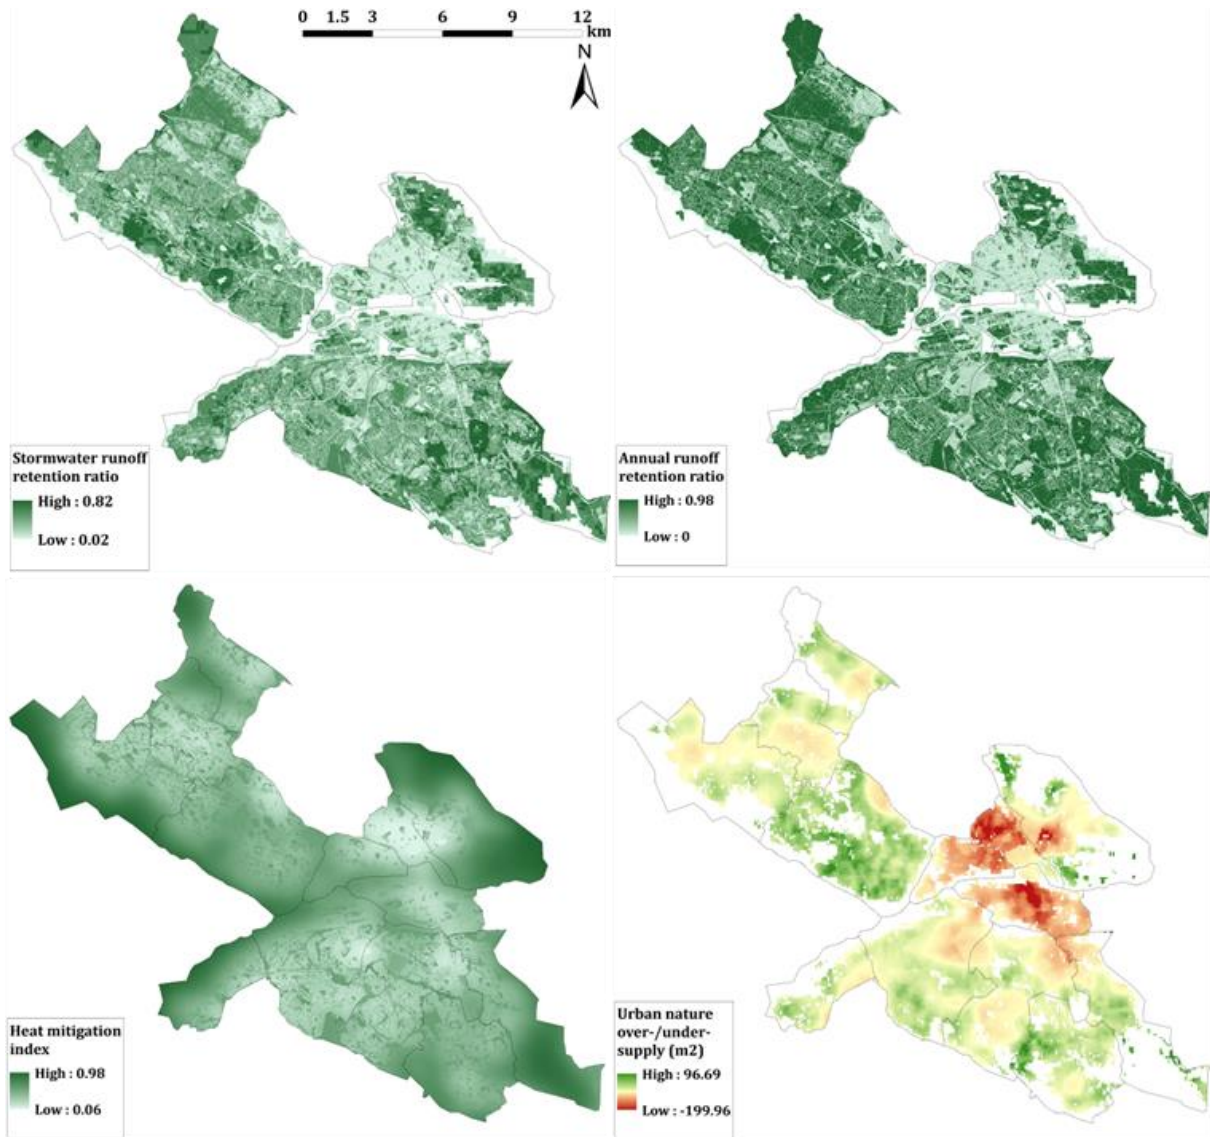 0 1.5 3 6 9 12
km
N
Stormwater runoff
retention ratio
High : 0.82
Low : 0.02
Annual runoff
retention ratio
High : 0.98
Low : 0
Heat mitigation
index
High : 0.98
Low : 0.06
Urban nature
over-/under-
supply (m2)
High : 96.69
Low : -199.96